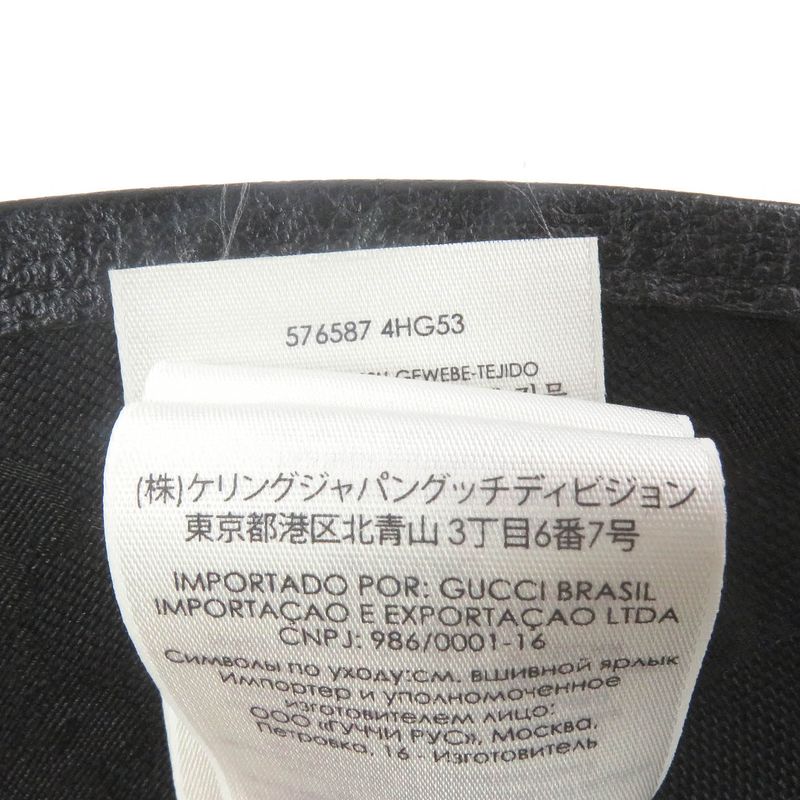 576587 4HG53
GEWEBE-TEJIDO
(株)ケリングジャパングッチディビジョン
東京都港区北青山3丁目6番7号
IMPORTADO POR: GUCCI BRASIL
IMPORTAÇAO E EXPORTAÇAO LTDA
CNPJ: 986/0001-16
Символы по уходу:см. вшивной ярлык
Импортер и уполномоченное
изготовителем лицо:
ООО «ГУЧЧИ РУС», Москва,
Петровка, 16 - Изготовитель